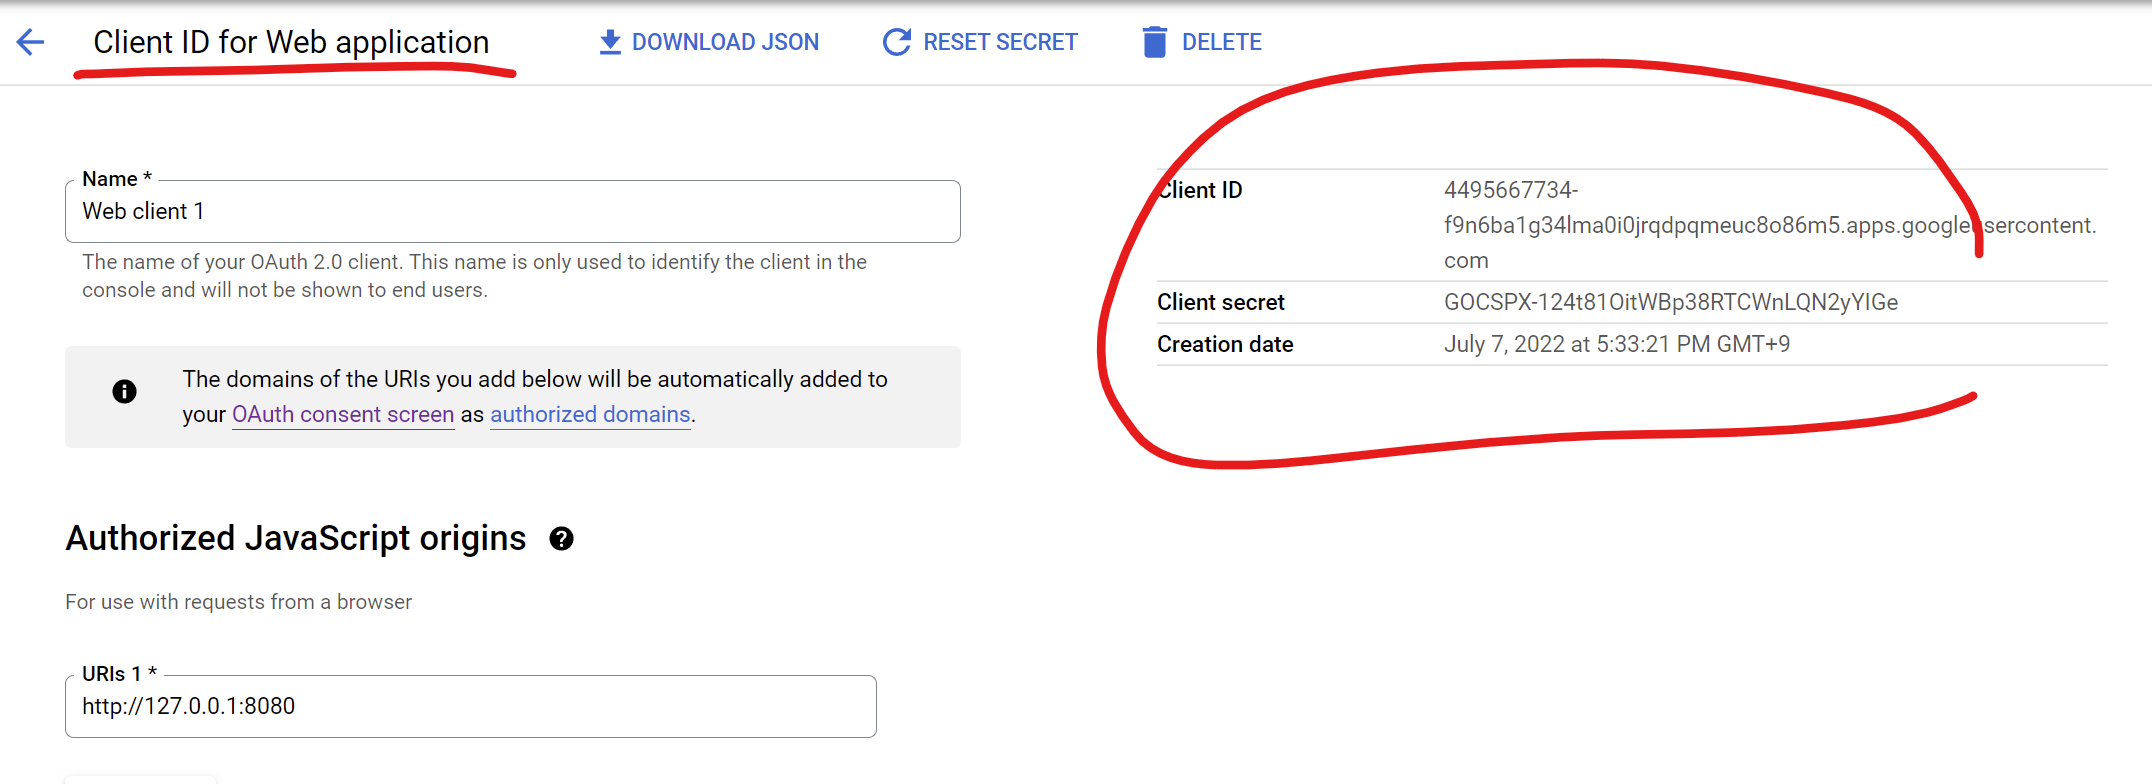 Client ID for Web application
DOWNLOAD JSON
RESET SECRET
DELETE
Name *
Web client 1
The name of your OAuth 2.0 client. This name is only used to identify the client in the
console and will not be shown to end users.
The domains of the URIs you add below will be automatically added to
your OAuth consent screen as authorized domains.
Authorized JavaScript origins
For use with requests from a browser
URIs 1 *
http://127.0.0.1:8080
Client ID
4495667734-
f9n6ba1g34lma0i0jrqdpqmeuc8o86m5.apps.googleusercontent.
com
Client secret
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
Creation date
July 7, 2022 at 5:33:21 PM GMT+9